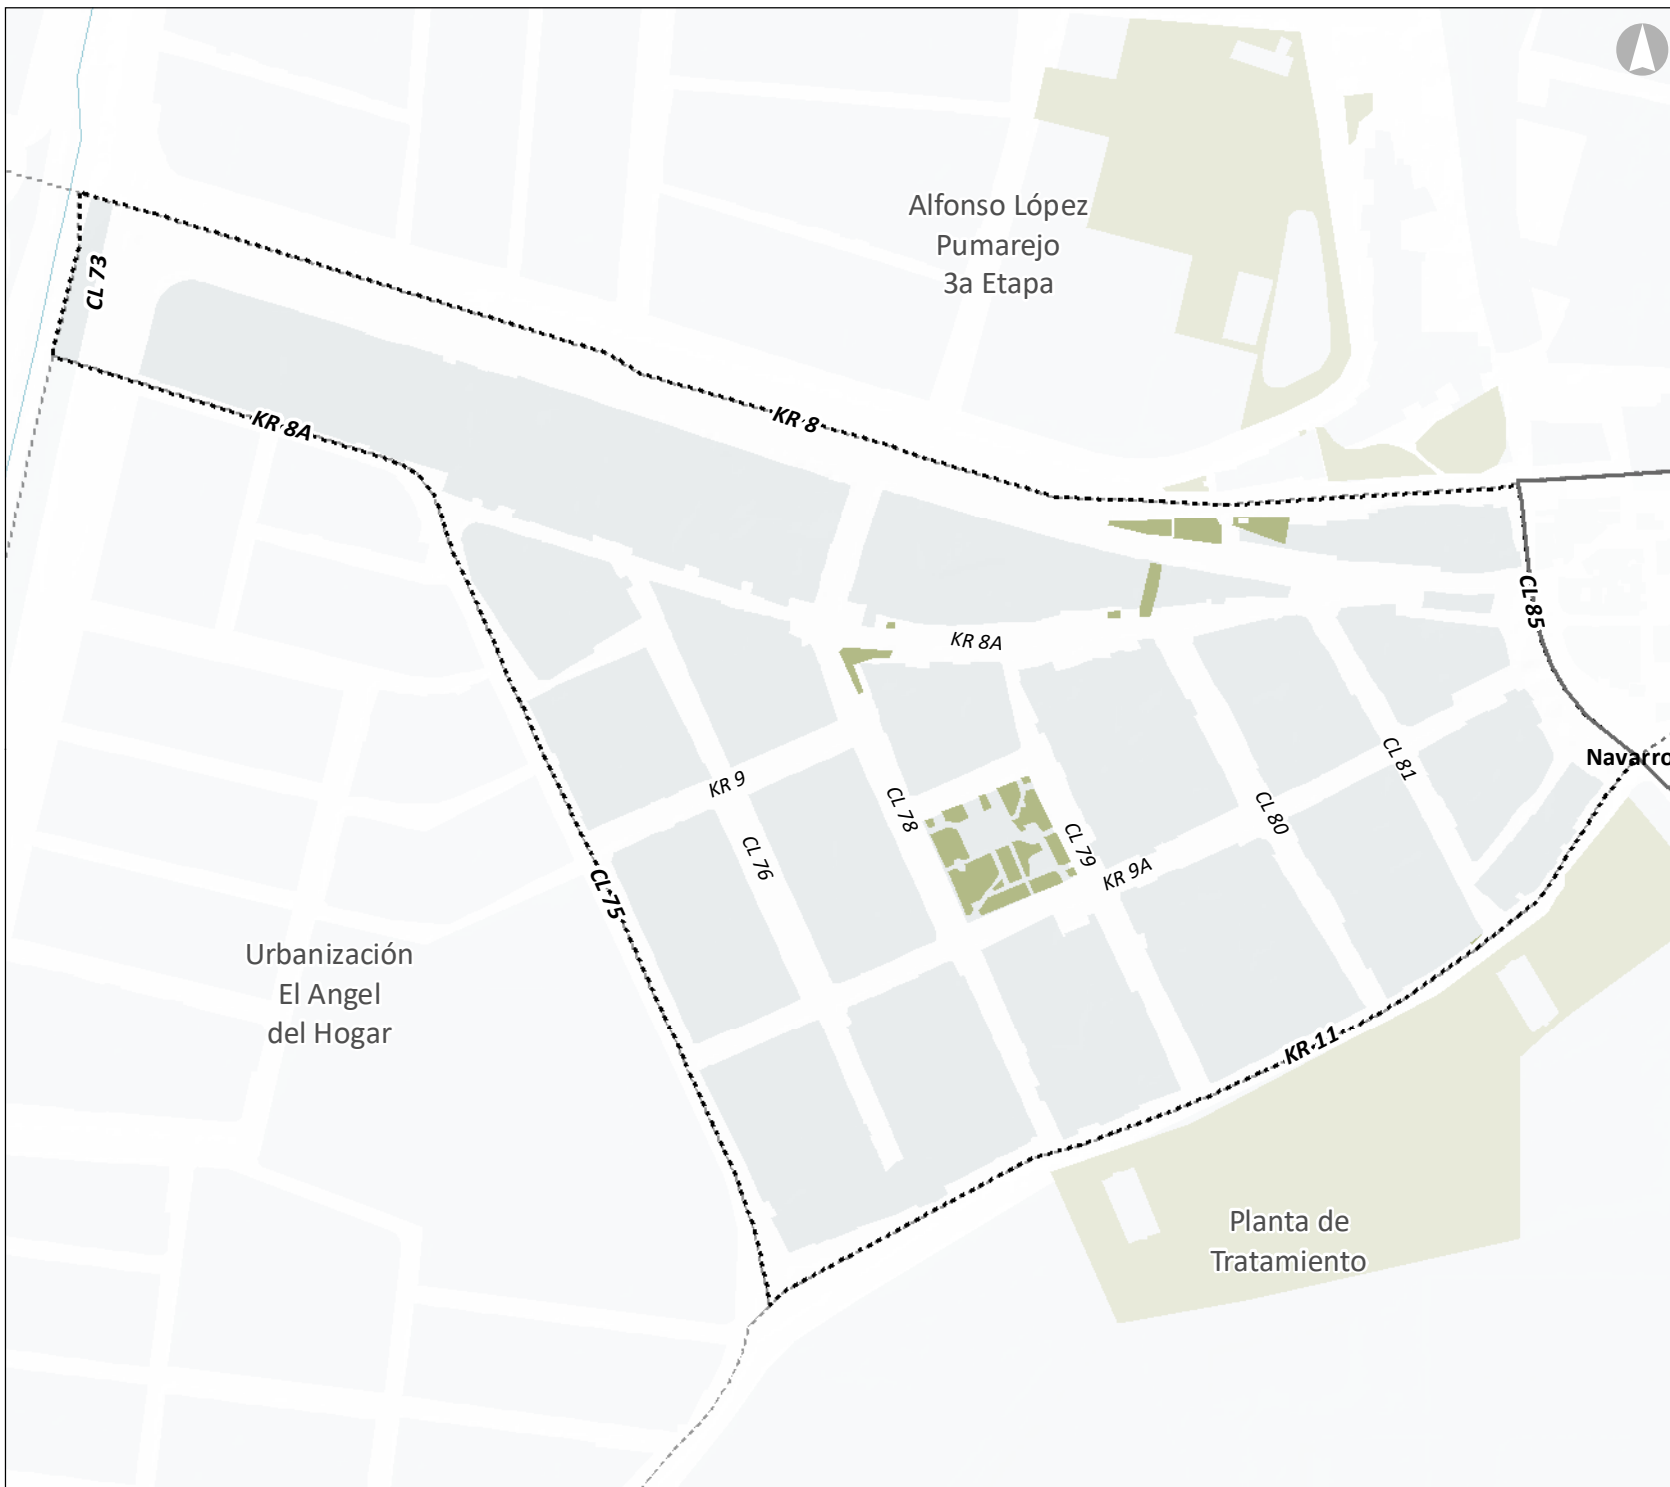 Alfonso López
Pumarejo
3a Etapa
CL 73
KR 8
KR 8A
KR 8A
CL 85
Navarro
CL 81
KR 9
CL 78
CL 80
CL 79
CL 76
KR 9A
CL 75
Urbanización
El Angel
del Hogar
KR 11
Planta de
Tratamiento